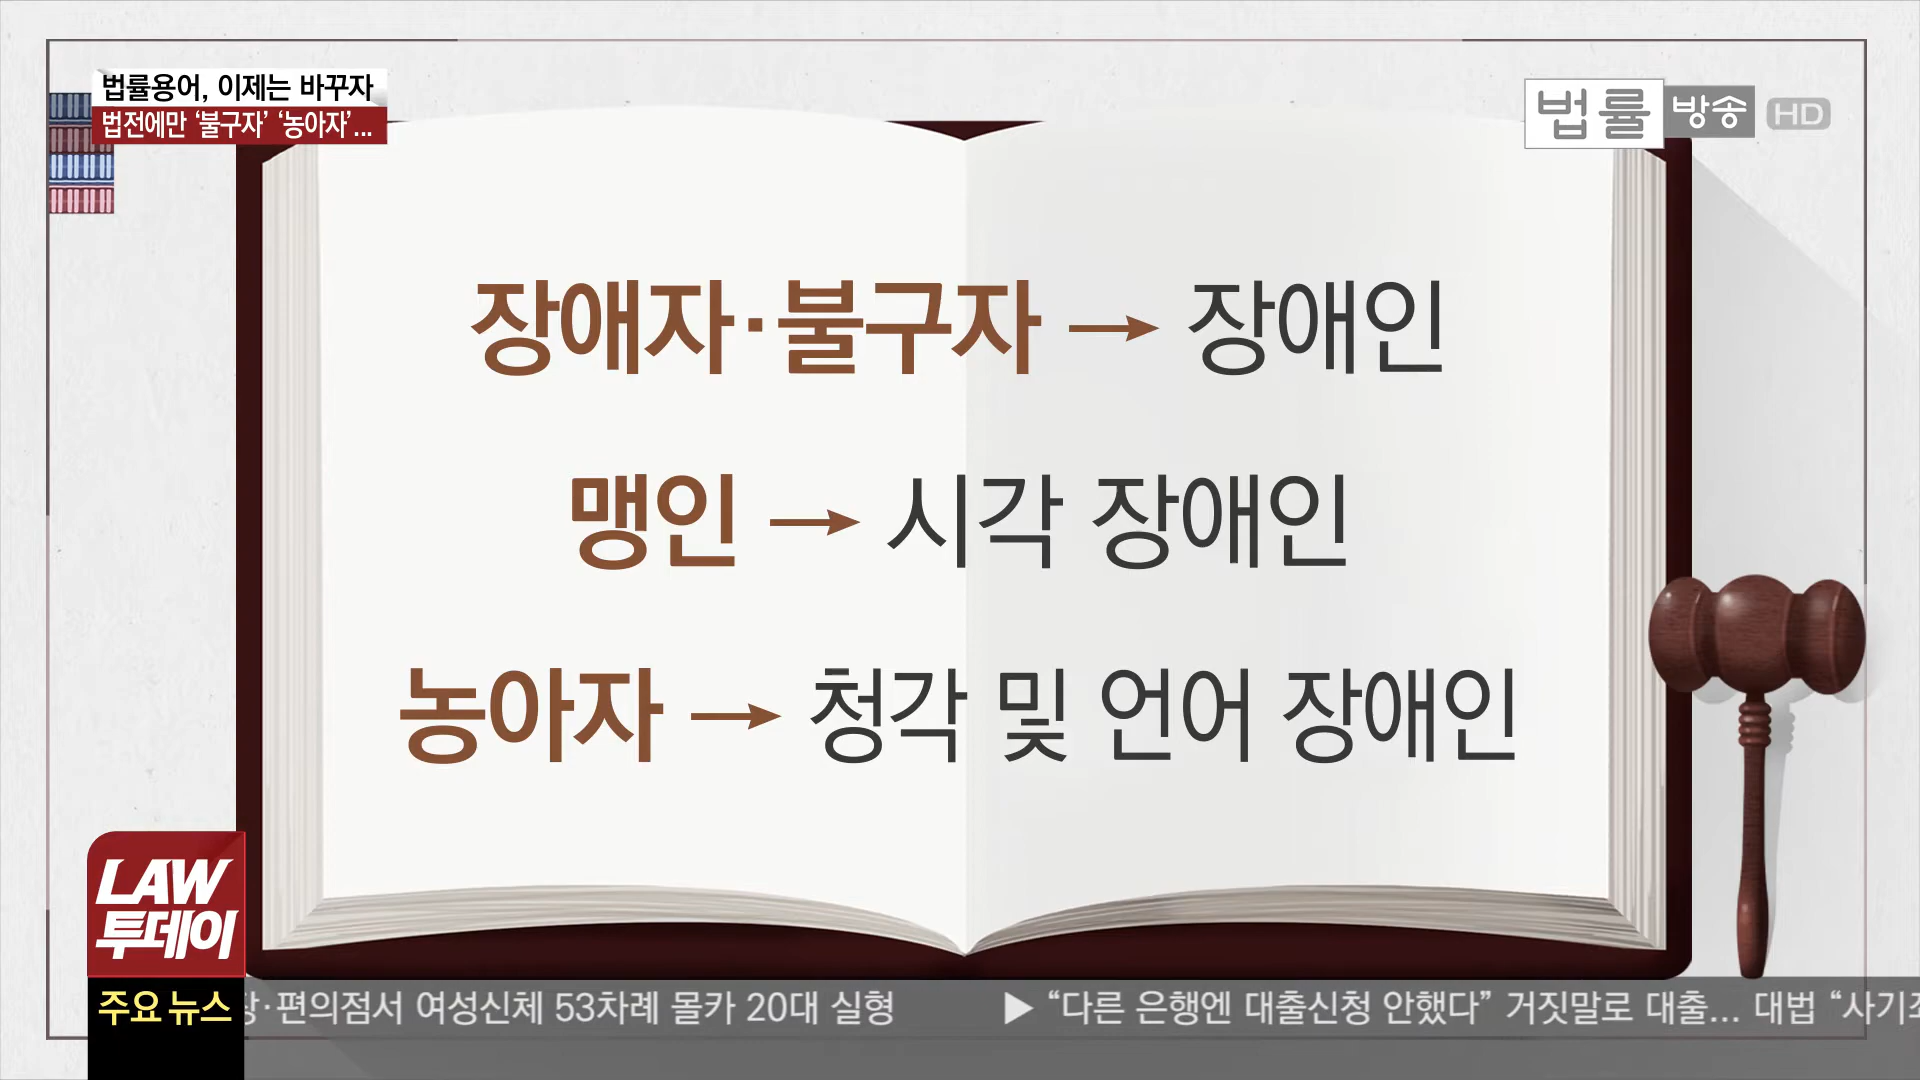 법률용어, 이제는 바꾸자
법전에만 ‘불구자’ ‘농아자’...
법률방송 HD
장애자·불구자 → 장애인
맹인 → 시각 장애인
농아자 → 청각 및 언어 장애인
LAW
투데이
주요 뉴스
·편의점서 여성신체 53차례 몰카 20대 실형 ▶ “다른 은행엔 대출신청 안했다” 거짓말로 대출... 대법 “사기